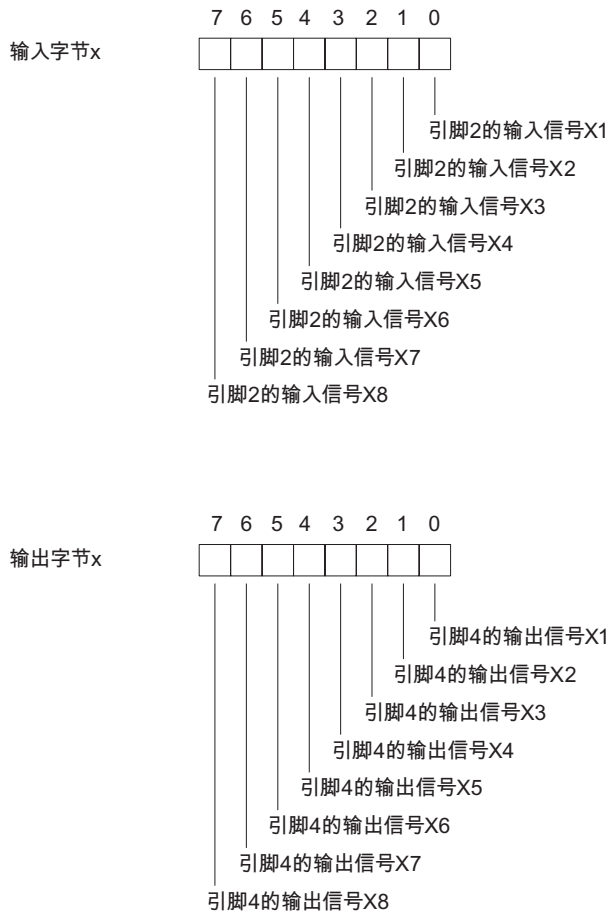 7 6 5 4 3 2 1 0
输入字节x
引脚2的输入信号X1
引脚2的输入信号X2
引脚2的输入信号X3
引脚2的输入信号X4
引脚2的输入信号X5
引脚2的输入信号X6
引脚2的输入信号X7
引脚2的输入信号X8
7 6 5 4 3 2 1 0
输出字节x
引脚4的输出信号X1
引脚4的输出信号X2
引脚4的输出信号X3
引脚4的输出信号X4
引脚4的输出信号X5
引脚4的输出信号X6
引脚4的输出信号X7
引脚4的输出信号X8